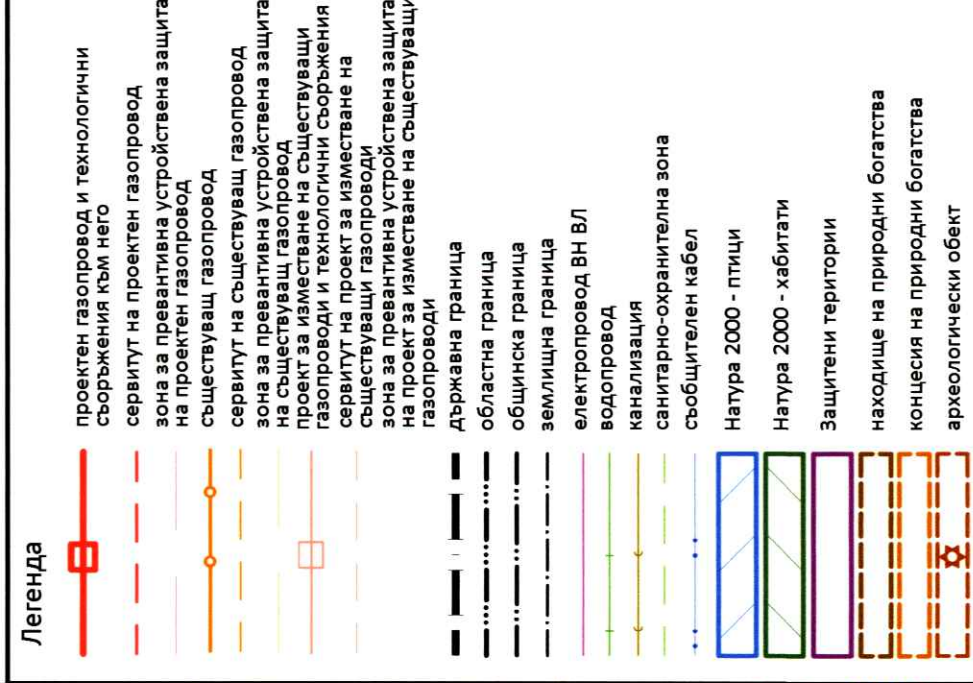 Легенда
проектен газопровод и технологични
съоръжения към него
сервитут на проектен газопровод
зона за превантивна устройствена защита
на проектен газопровод
съществуващ газопровод
сервитут на съществуващ газопровод
зона за превантивна устройствена защита
на съществуващ газопровод
проект за изместване на съществуващи
газопроводи и технологични съоръжения
сервитут на проект за изместване на
съществуващи газопроводи
зона за превантивна устройствена защита
на проект за изместване на съществуващи
газопроводи
държавна граница
областна граница
общинска граница
землищна граница
електропровод ВН ВЛ
водопровод
канализация
санитарно-охранителна зона
съобщителен кабел
Натура 2000 - птици
Натура 2000 - хабитати
Защитени територии
находище на природни богатства
концесия на природни богатства
археологически обект